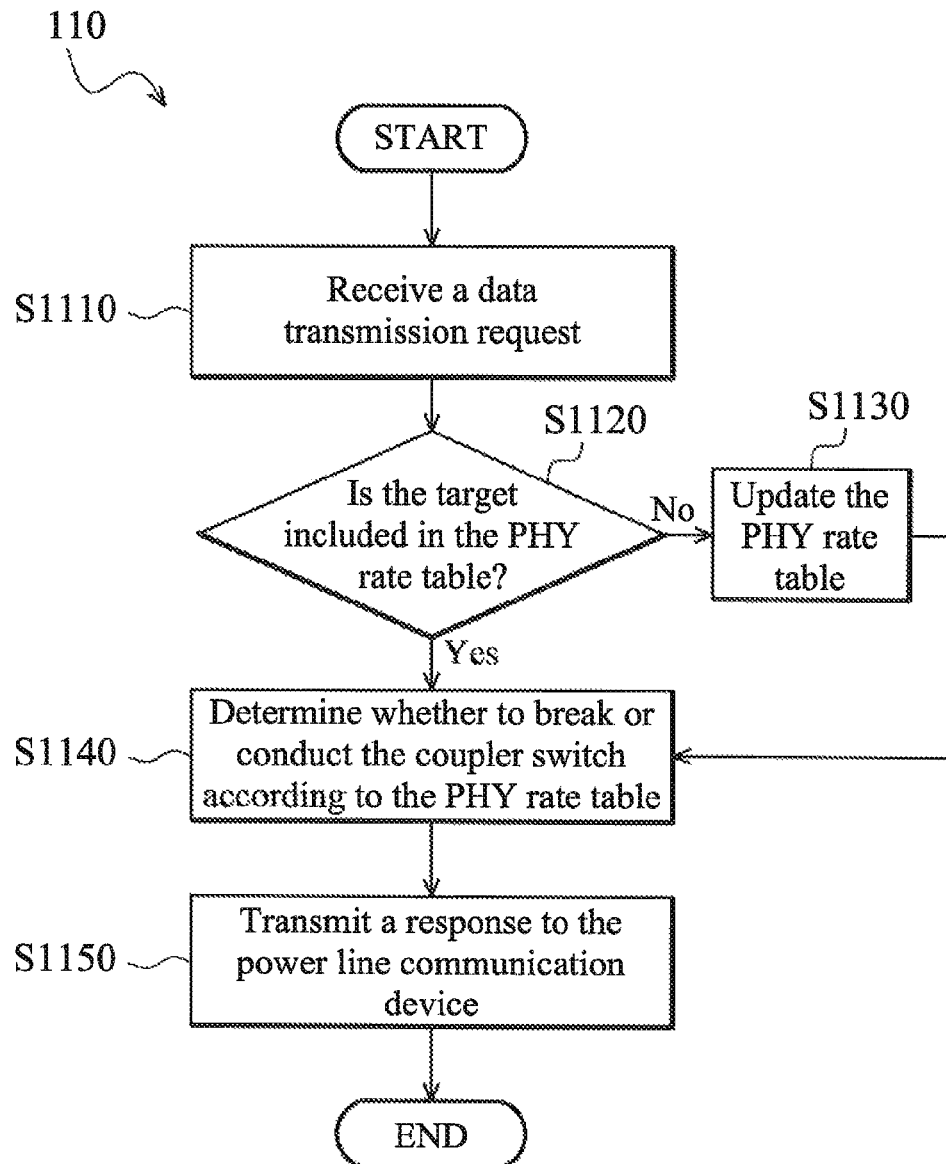 110
START
S1110
Receive a data
transmission request
S1120
Is the target
included in the PHY
rate table?
No
S1130
Update the
PHY rate
table
Yes
S1140
Determine whether to break or
conduct the coupler switch
according to the PHY rate table
S1150
Transmit a response to the
power line communication
device
END